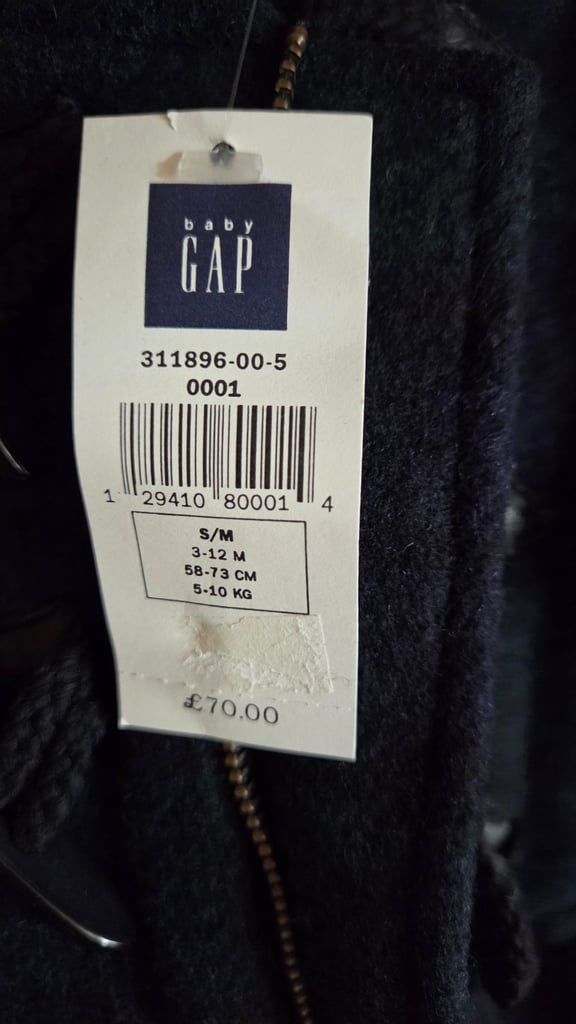 baby
GAP
311896-00-5
0001
1 29410 80001 4
S/M
3-12 M
58-73 CM
5-10 KG
£70.00